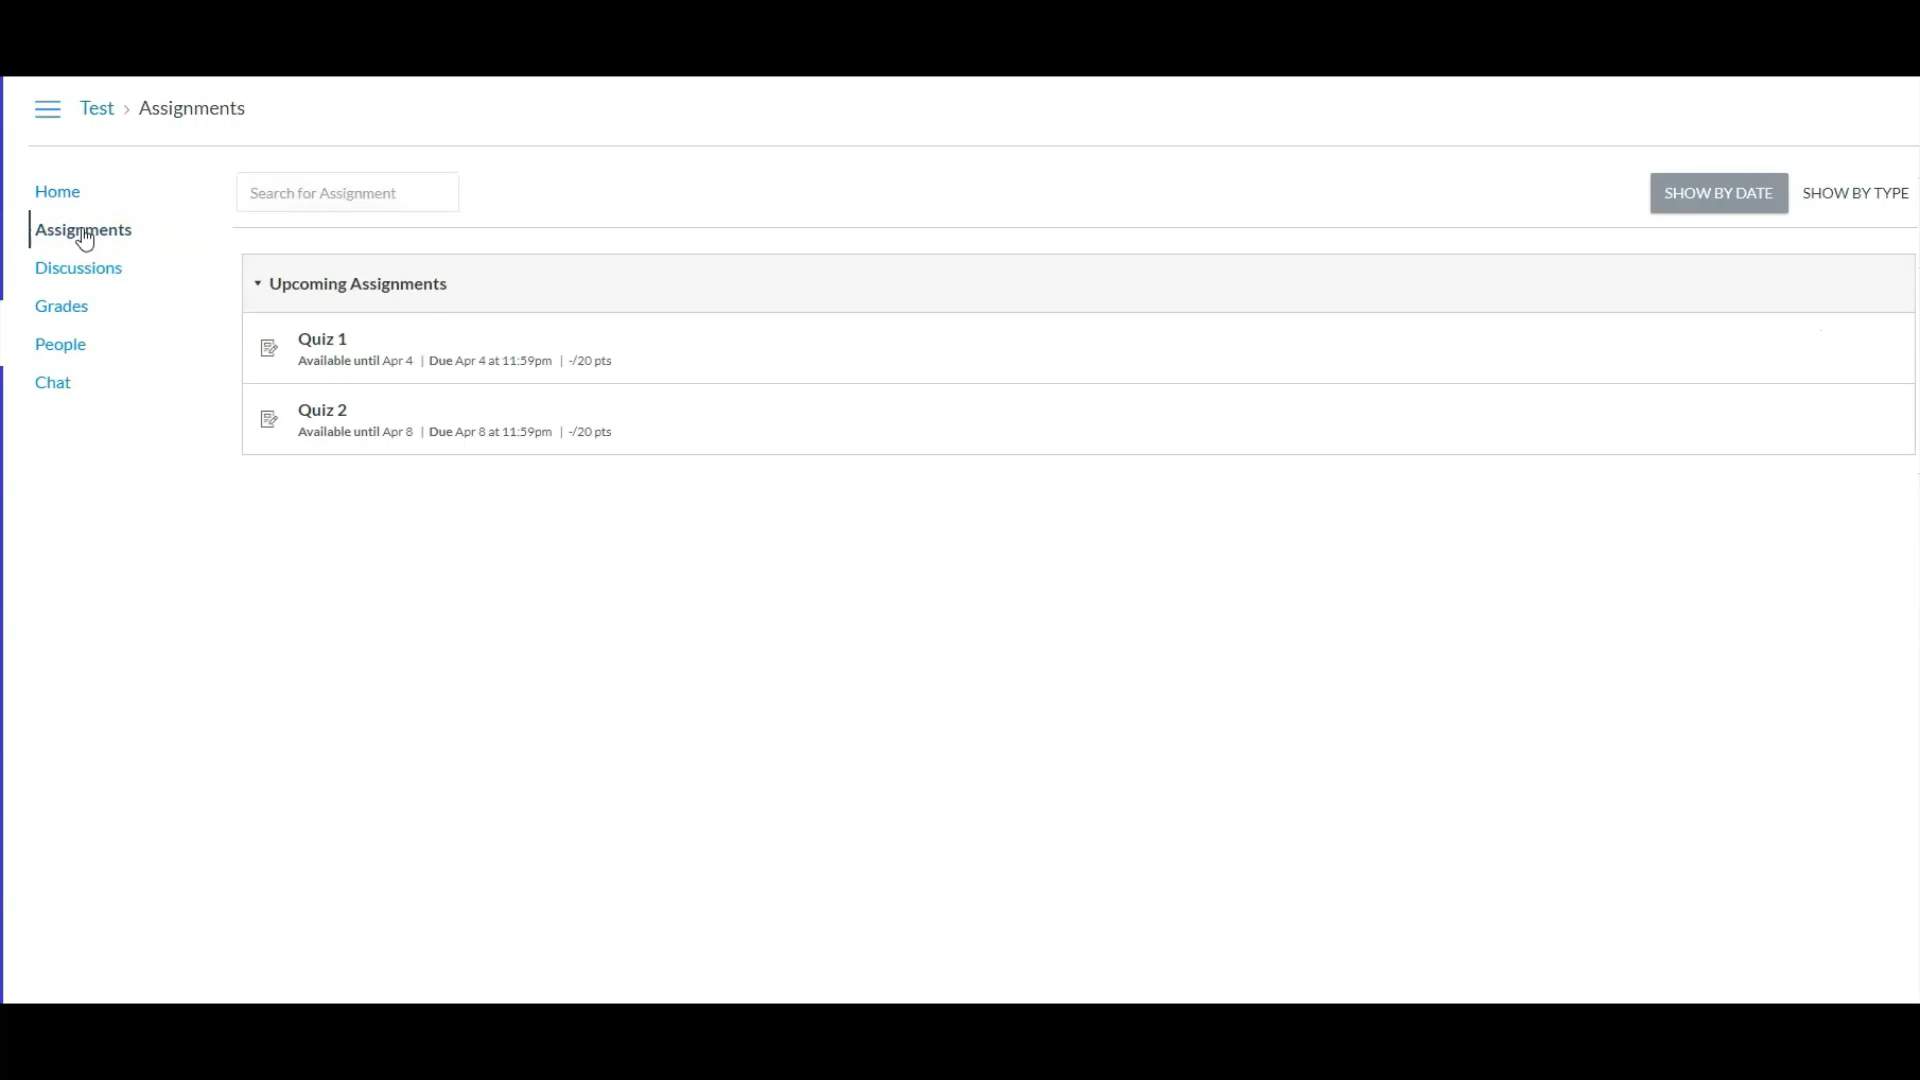 Test › Assignments
Home
Assignments
Discussions
Grades
People
Chat
Search for Assignment
SHOW BY DATE
SHOW BY TYPE
Upcoming Assignments
Quiz 1
Available until Apr 4 | Due Apr 4 at 11:59pm | -/20 pts
Quiz 2
Available until Apr 8 | Due Apr 8 at 11:59pm | -/20 pts